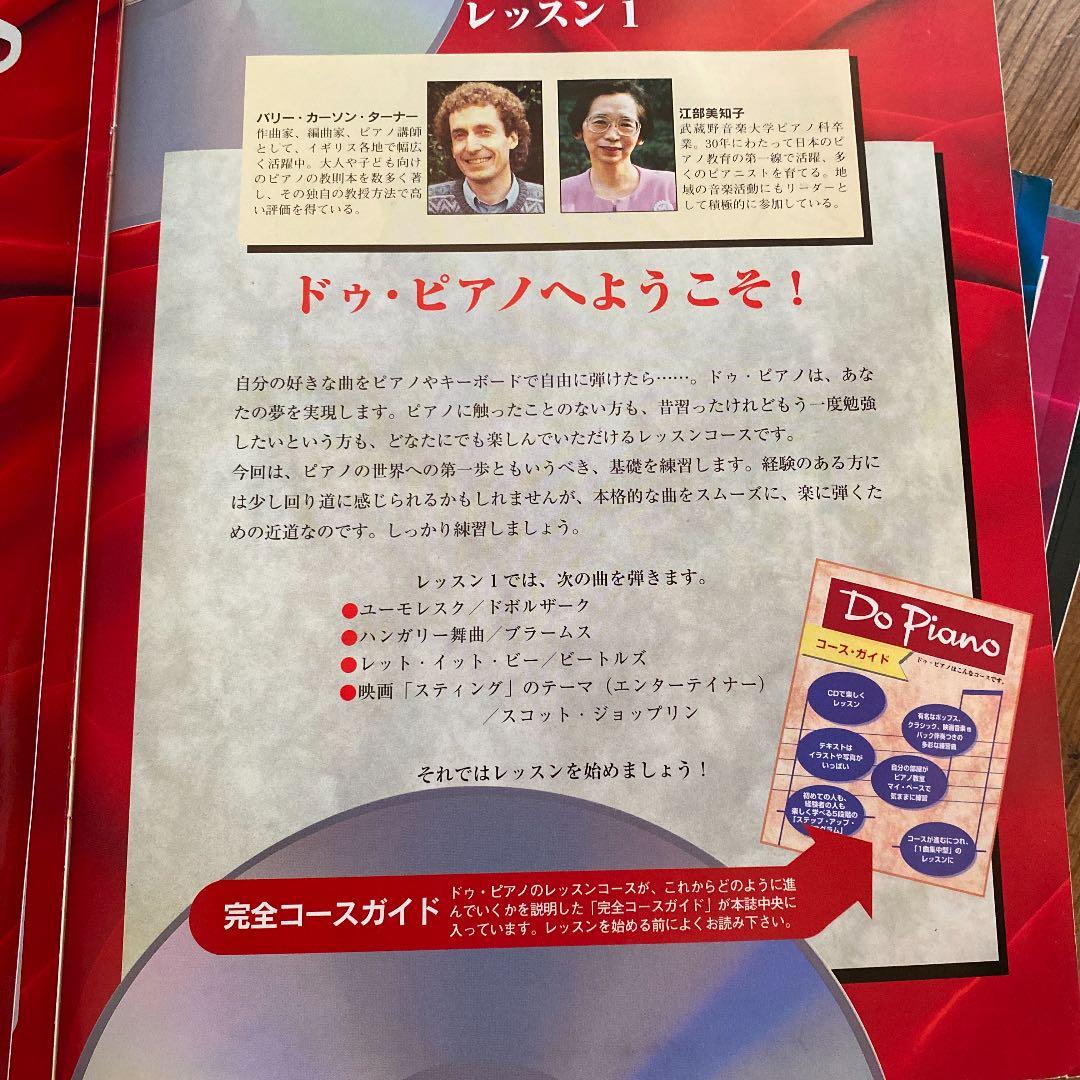 レッスン 1
バリー・カーソン・ターナー
作曲家、編曲家、ピアノ講師
として、イギリス各地で幅広
く活躍中。大人や子ども向け
のピアノの教則本を数多く著
し、その独自の教授方法で高
い評価を得ている。
江部美知子
武蔵野音楽大学ピアノ科卒
業。30年にわたって日本のピ
アノ教育の第一線で活躍、多
くのピアニストを育てる。地
域の音楽活動にもリーダーと
して積極的に参加している。
ドゥ・ピアノへようこそ！
自分の好きな曲をピアノやキーボードで自由に弾けたら……。ドゥ・ピアノは、あな
たの夢を実現します。ピアノに触ったことのない方も、昔習ったけれどもう一度勉強
したいという方も、どなたにでも楽しんでいただけるレッスンコースです。
今回は、ピアノの世界への第一歩ともいうべき、基礎を練習します。経験のある方に
は少し回り道に感じられるかもしれませんが、本格的な曲をスムーズに、楽に弾くた
めの近道なのです。しっかり練習しましょう。
レッスン1では、次の曲を弾きます。
●ユーモレスク／ドボルザーク
●ハンガリー舞曲／ブラームス
●レット・イット・ビー／ビートルズ
●映画「スティング」のテーマ（エンターテイナー）
／スコット・ジョップリン
それではレッスンを始めましょう！
Do Piano
コース・ガイド
ドゥ・ピアノはこんなコースです。
CDで楽しく
レッスン
有名なポップス、
クラシック、映画音楽も
バック伴奏つきの
多彩な練習曲
テキストは
イラストや写真が
いっぱい
自分の部屋が
ピアノ教室
マイ・ペースで
気ままに練習
初めての人も、
経験者の人も
楽しく学べる5段階の
「ステップ・アップ・
グラム」
コースが進むにつれ、
「1曲集中型」の
レッスンに
完全コースガイド
ドゥ・ピアノのレッスンコースが、これからどのように進
んでいくかを説明した「完全コースガイド」が本誌中央に
入っています。レッスンを始める前によくお読み下さい。